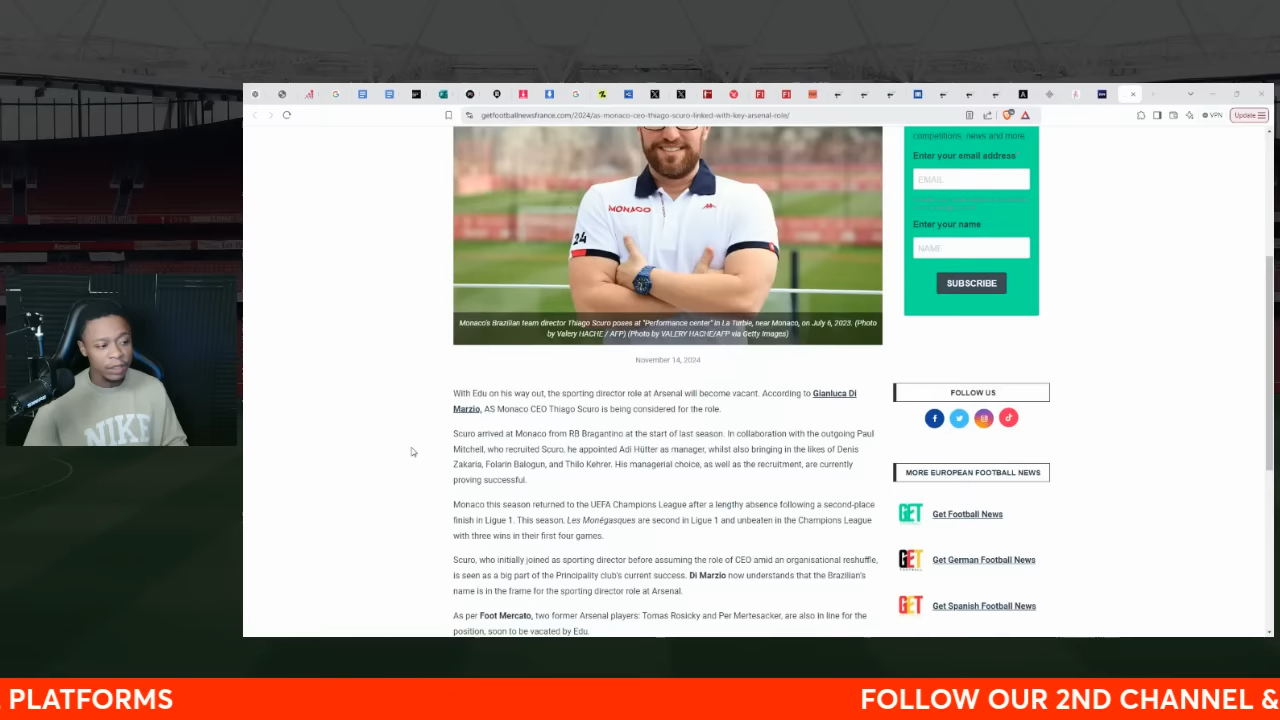 Update
getfootballnewsfrance.com/2024/as-monaco-ceo-thiago-scuro-linked-with-key-arsenal-role/
VPN
competitions, news and more.
Enter your email address
EMAIL
Enter your name
NAME
SUBSCRIBE
MONACO
24
Monaco's Brazilian team director Thiago Scuro poses at "Performance center" in La Turbie, near Monaco, on July 6, 2023. (Photo
by Valery HACHE / AFP) (Photo by VALERY HACHE/AFP via Getty Images)
November 14, 2024
With Edu on his way out, the sporting director role at Arsenal will become vacant. According to Gianluca Di
Marzio, AS Monaco CEO Thiago Scuro is being considered for the role.
Scuro arrived at Monaco from RB Bragantino at the start of last season. In collaboration with the outgoing Paul
Mitchell, who recruited Scuro, he appointed Adi Hütter as manager, whilst also bringing in the likes of Denis
Zakaria, Folarin Balogun, and Thilo Kehrer. His managerial choice, as well as the recruitment, are currently
proving successful.
Monaco this season returned to the UEFA Champions League after a lengthy absence following a second-place
finish in Ligue 1. This season, Les Monégasques are second in Ligue 1 and unbeaten in the Champions League
with three wins in their first four games.
Scuro, who initially joined as sporting director before assuming the role of CEO amid an organisational reshuffle,
is seen as a big part of the Principality club's current success. Di Marzio now understands that the Brazilian's
name is in the frame for the sporting director role at Arsenal.
As per Foot Mercato, two former Arsenal players: Tomas Rosicky and Per Mertesacker, are also in line for the
position, soon to be vacated by Edu.
FOLLOW US
MORE EUROPEAN FOOTBALL NEWS
GET
Get Football News
GET
Get German Football News
GET
Get Spanish Football News
NIKE
PLATFORMS
FOLLOW OUR 2ND CHANNEL &